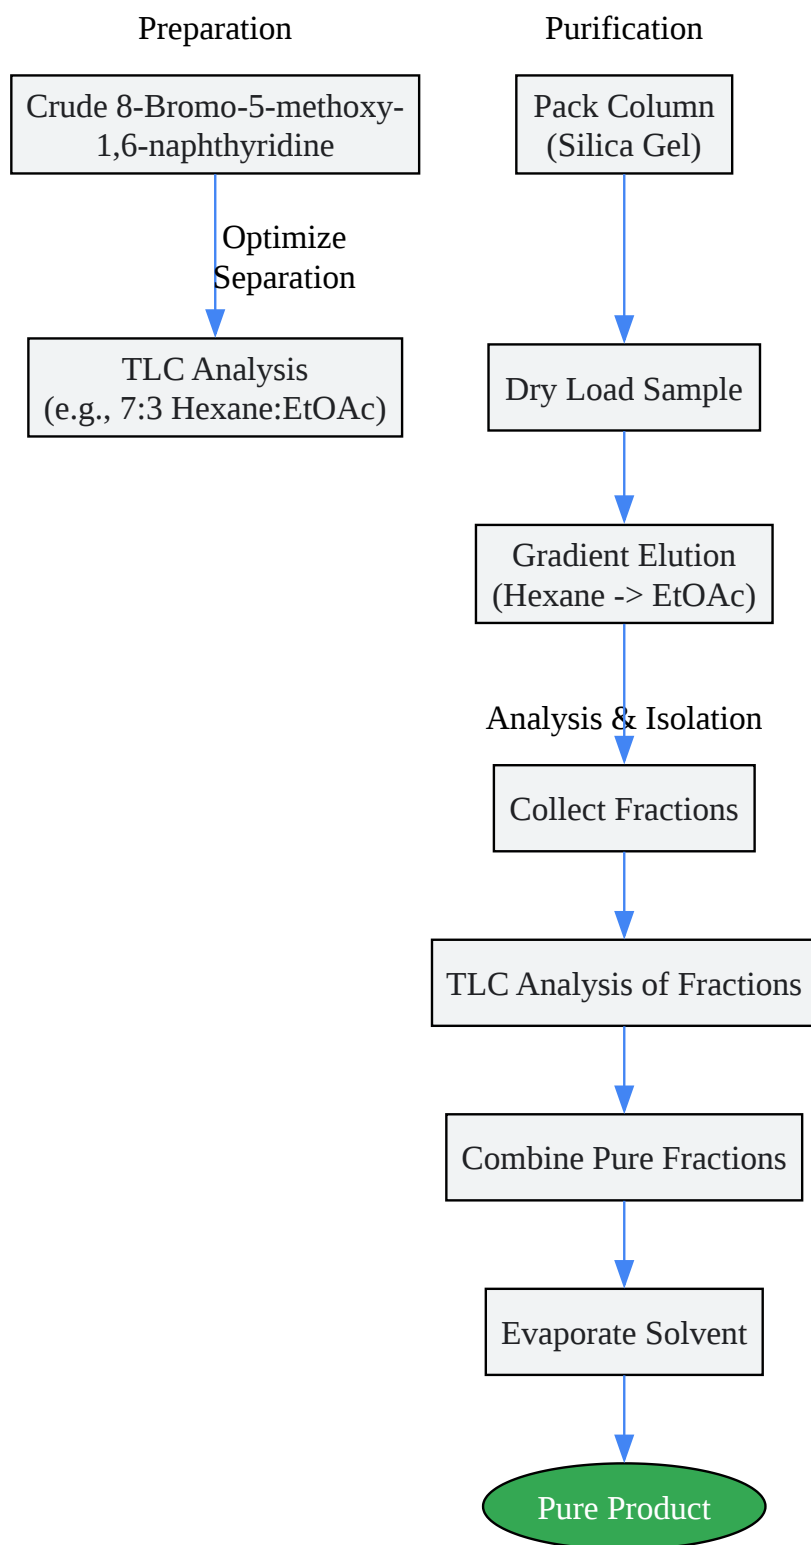 Preparation
Crude 8-Bromo-5-methoxy-
1,6-naphthyridine
Optimize
Separation
TLC Analysis
(e.g., 7:3 Hexane:EtOAc)
Purification
Pack Column
(Silica Gel)
Dry Load Sample
Gradient Elution
(Hexane -> EtOAc)
Analysis & Isolation
Collect Fractions
TLC Analysis of Fractions
Combine Pure Fractions
Evaporate Solvent
Pure Product